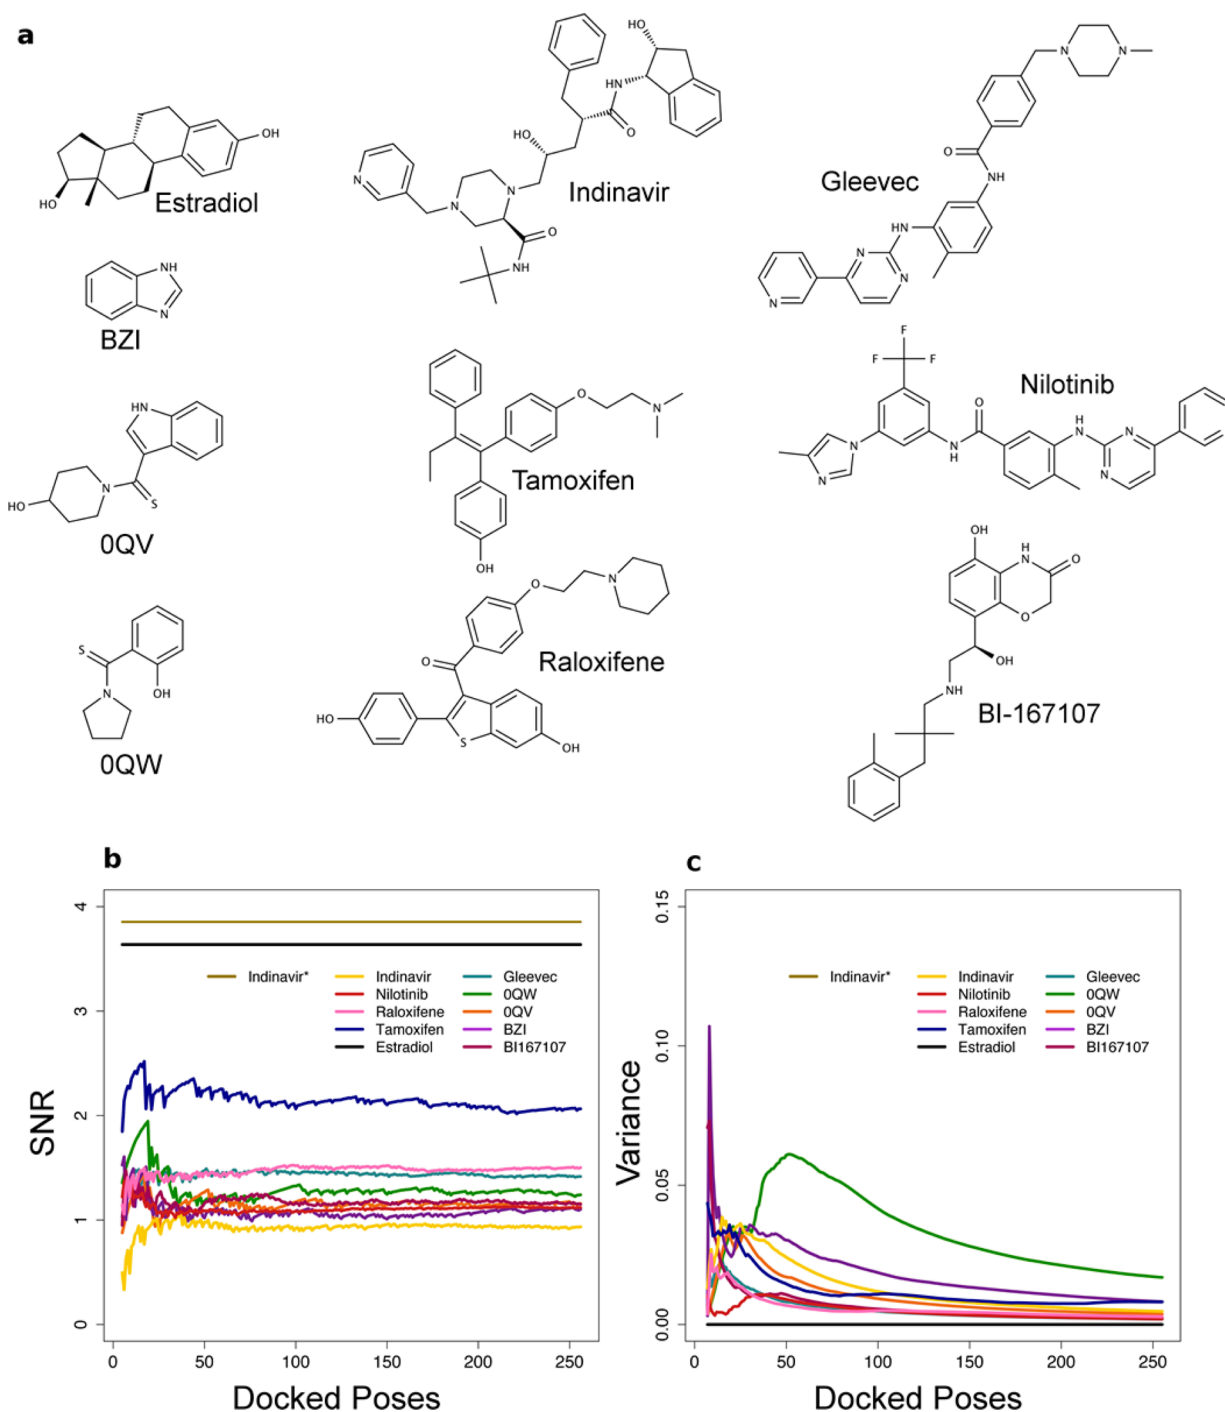 a
HO
HN
OH
N
O
N
CH
OH
HO
Estradiol
HO
N
N
N
O
NH
Indinavir
Gleevec
O
NH
HN
N
N
N
NH
N
BZI
F
F
F
Nilotinib
HN
HO
N
S
0QV
O
N
Tamoxifen
OH
O
N
H
H
N
N
N
N
N
OH
H
N
O
O
OH
NH
BI-167107
S
N
OH
0QW
O
N
O
HO
S
OH
Raloxifene
b
SNR
4
3
2
1
0
Indinavir*
Indinavir
Gleevec
Nilotinib
0QW
Raloxifene
0QV
Tamoxifen
BZI
Estradiol
BI167107
0 50 100 150 200 250
Docked Poses
c
Variance
0.15
0.10
0.05
0.00
Indinavir*
Indinavir
Gleevec
Nilotinib
0QW
Raloxifene
0QV
Tamoxifen
BZI
Estradiol
BI167107
0 50 100 150 200 250
Docked Poses